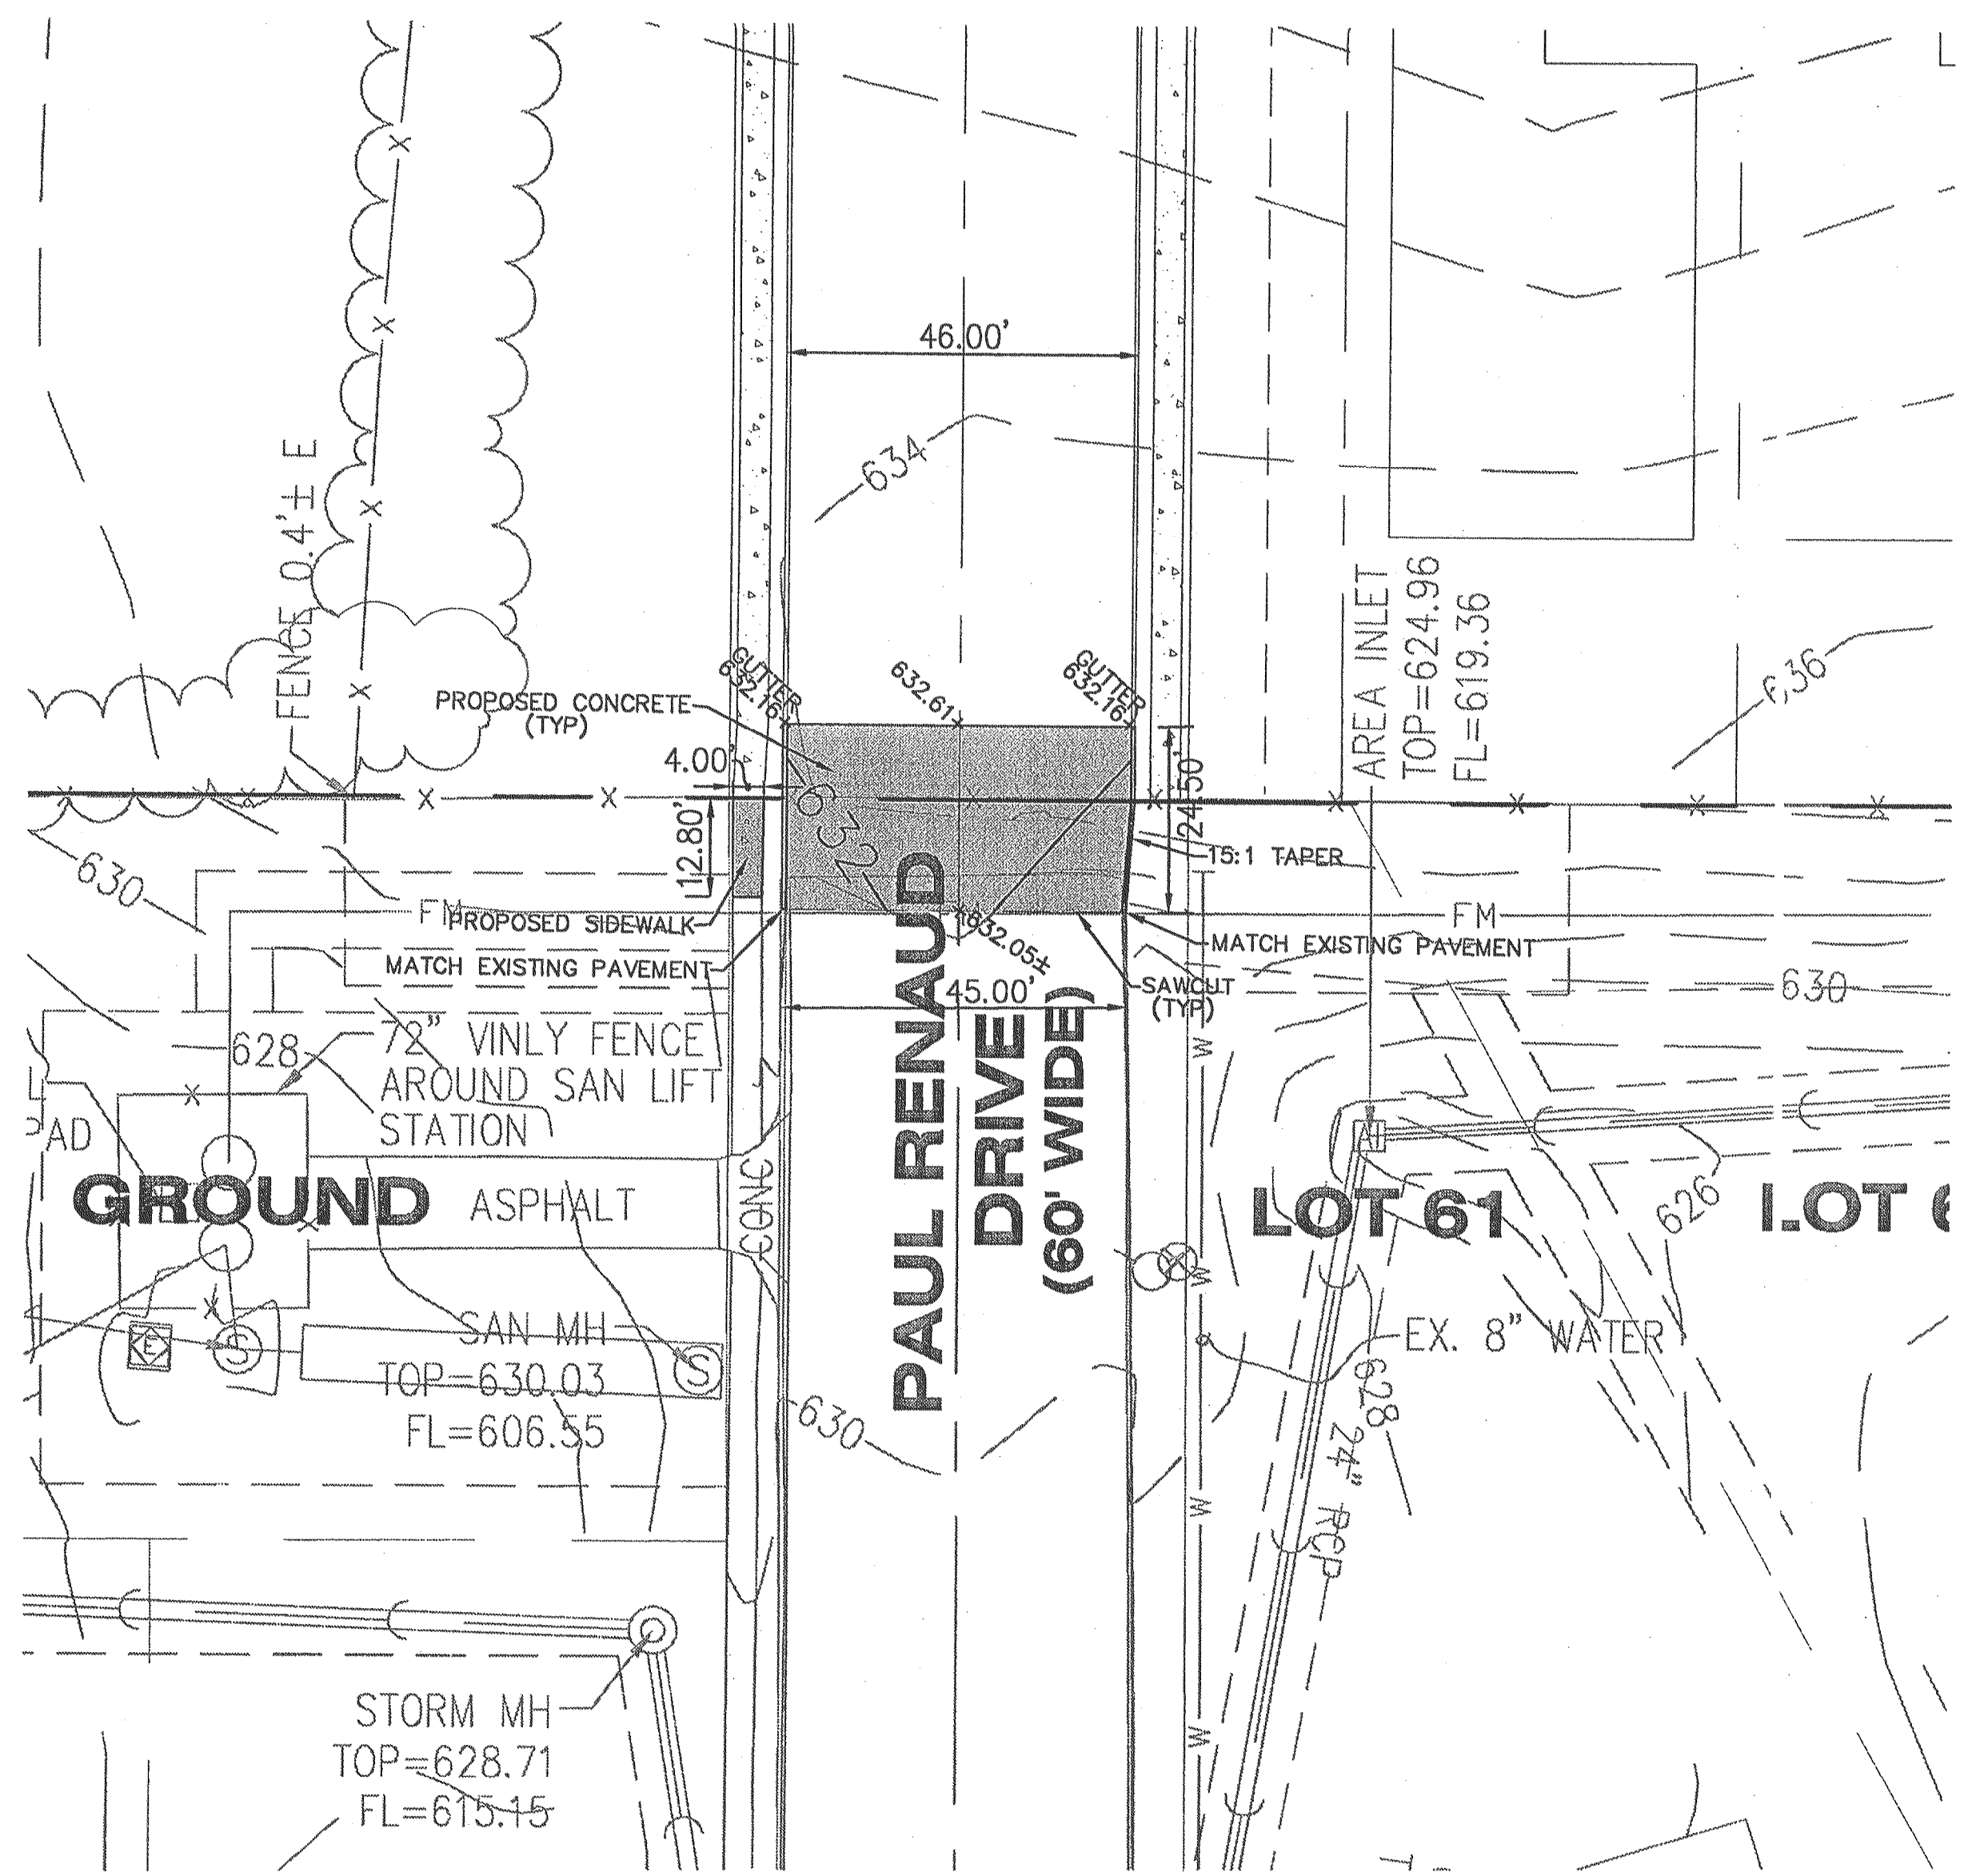 46.00'
634
FENCE 0.4'± E
AREA INLET
TOP=624.96
FL=619.36
636
GUTTER
632.16
632.61
GUTTER
632.16
PROPOSED CONCRETE
(TYP)
4.00'
12.80'
24.50'
632
15:1 TAPER
630
FM
PROPOSED SIDEWALK
MATCH EXISTING PAVEMENT
FM
MATCH EXISTING PAVEMENT
632.05±
SAWCUT
(TYP)
45.00'
630
628
72" VINLY FENCE
AROUND SAN LIFT
STATION
PAD
GROUND
ASPHALT
CONC
PAUL RENAUD
DRIVE
(60' WIDE)
W
LOT 61
626
LOT 6
W
E
S
SAN MH
TOP=630.03
FL=606.55
S
EX. 8" WATER
628
24" RCP
630
W
STORM MH
TOP=628.71
FL=615.15
W